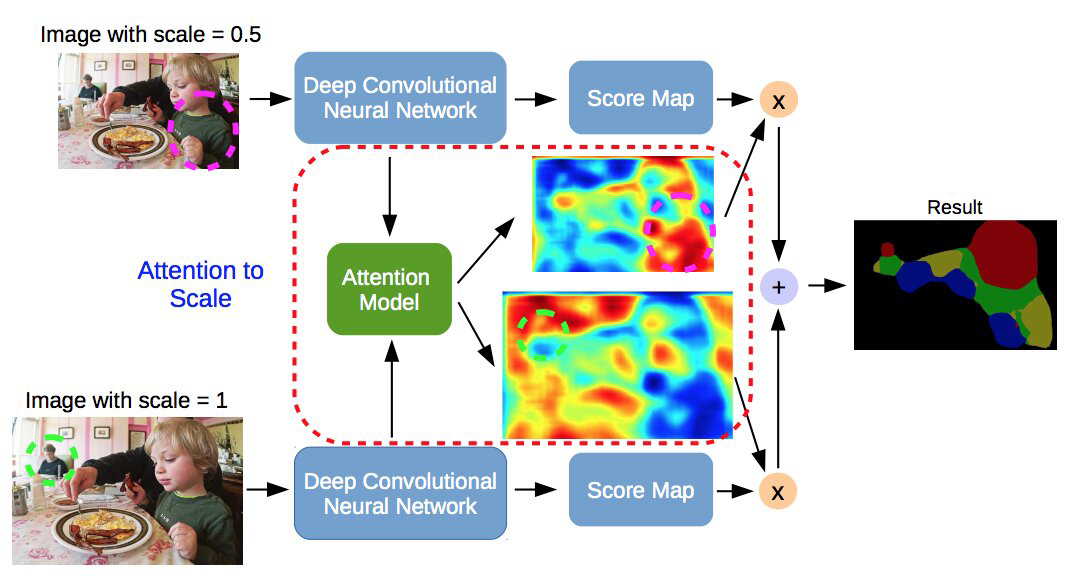 Image with scale = 0.5
Deep Convolutional
Neural Network
Score Map
x
Attention to
Scale
Attention
Model
+
Result
Image with scale = 1
Deep Convolutional
Neural Network
Score Map
x